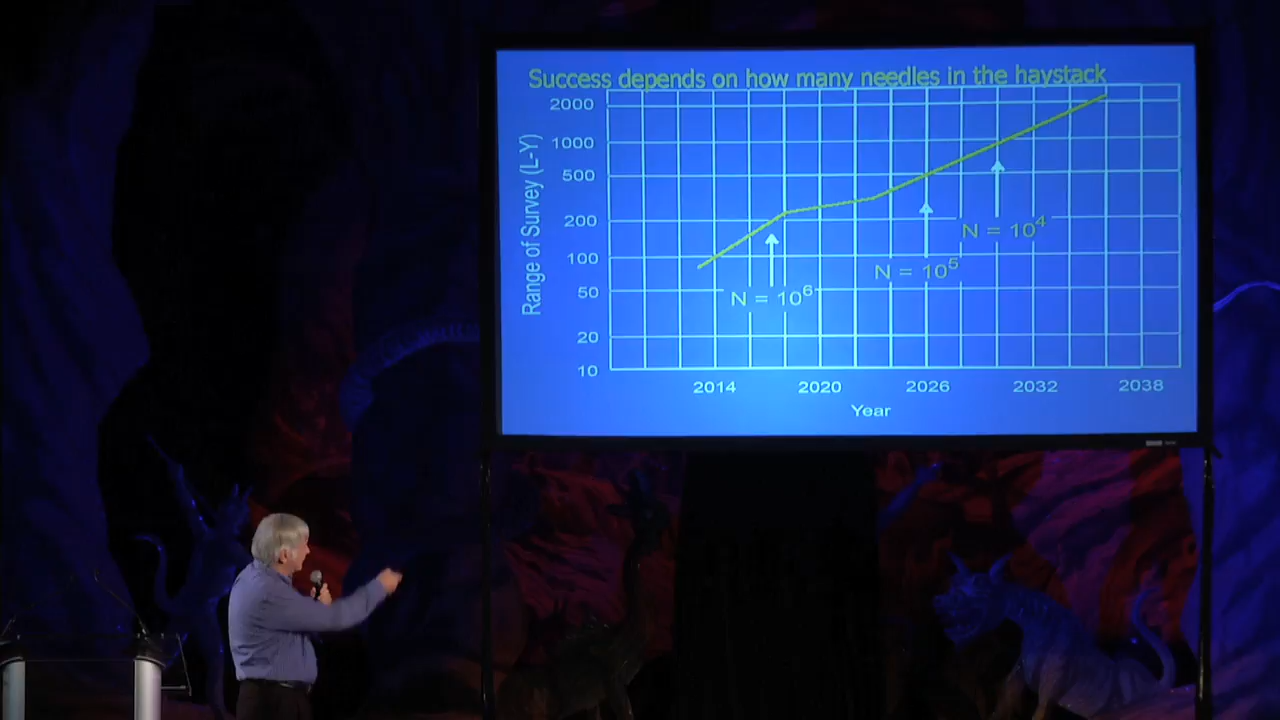 Success depends on how many needles in the haystack
Range of Survey (L-Y)
2000
1000
500
200
100
50
20
10
N = 10⁴
N = 10⁵
N = 10⁶
2014 2020 2026 2032 2038
Year